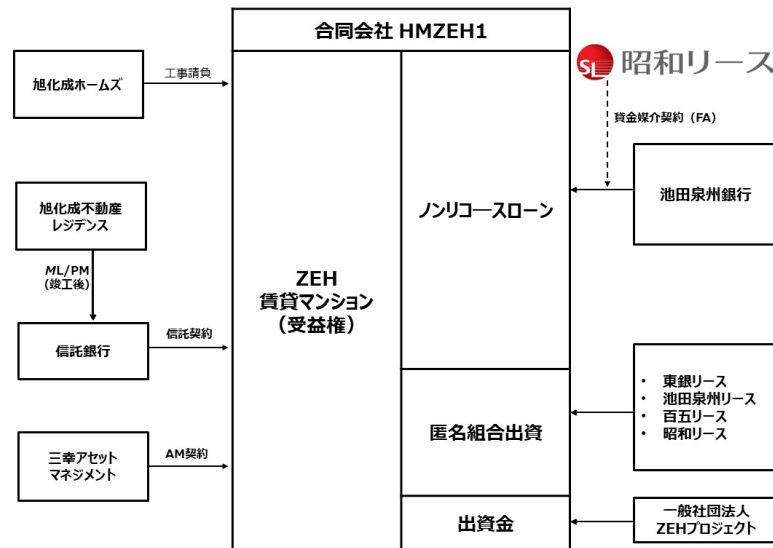 合同会社 HMZEH1
旭化成ホームズ
工事請負
旭化成不動産
レジデンス
ML/PM
(竣工後)
信託銀行
信託契約
三幸アセット
マネジメント
AM契約
ZEH
賃貸マンション
（受益権）
ノンリコースローン
匿名組合出資
出資金
SL 昭和リース
貸金媒介契約（FA）
池田泉州銀行
• 東銀リース
• 池田泉州リース
• 百五リース
• 昭和リース
一般社団法人
ZEHプロジェクト